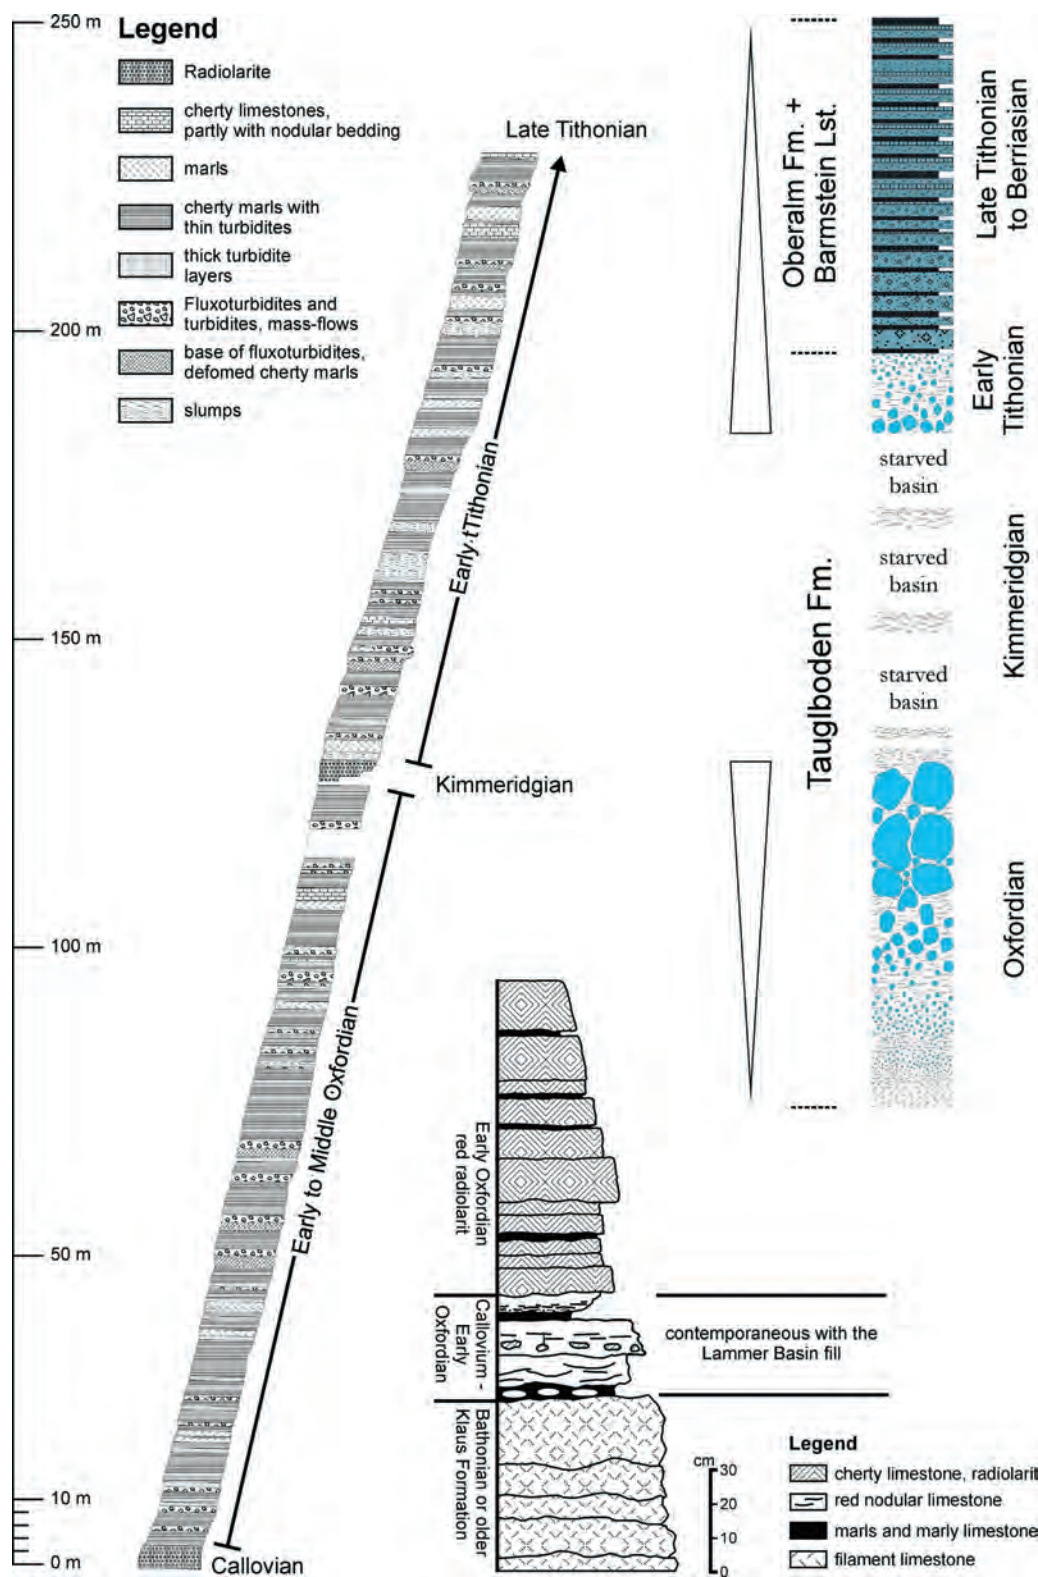 250 m
200 m
150 m
100 m
50 m
10 m
0 m
Legend
Radiolarite
cherty limestones,
partly with nodular bedding
marls
cherty marls with
thin turbidites
thick turbidite
layers
Fluxoturbidites and
turbidites, mass-flows
base of fluxoturbidites,
defomed cherty marls
slumps
Late Tithonian
Early tTithonian
Kimmeridgian
Early to Middle Oxfordian
Callovian
Oberalm Fm. +
Barmstein Lst.
Tauglboden Fm.
Late Tithonian
to Berriasian
Early
Tithonian
Kimmeridgian
Oxfordian
starved
basin
starved
basin
starved
basin
Early Oxfordian
red radiolarit
Callovium -
Early
Oxfordian
Bathonian or older
Klaus Formation
contemporaneous with the
Lammer Basin fill
cm
30
20
10
0
Legend
cherty limestone, radiolarit
red nodular limestone
marls and marly limestone
filament limestone